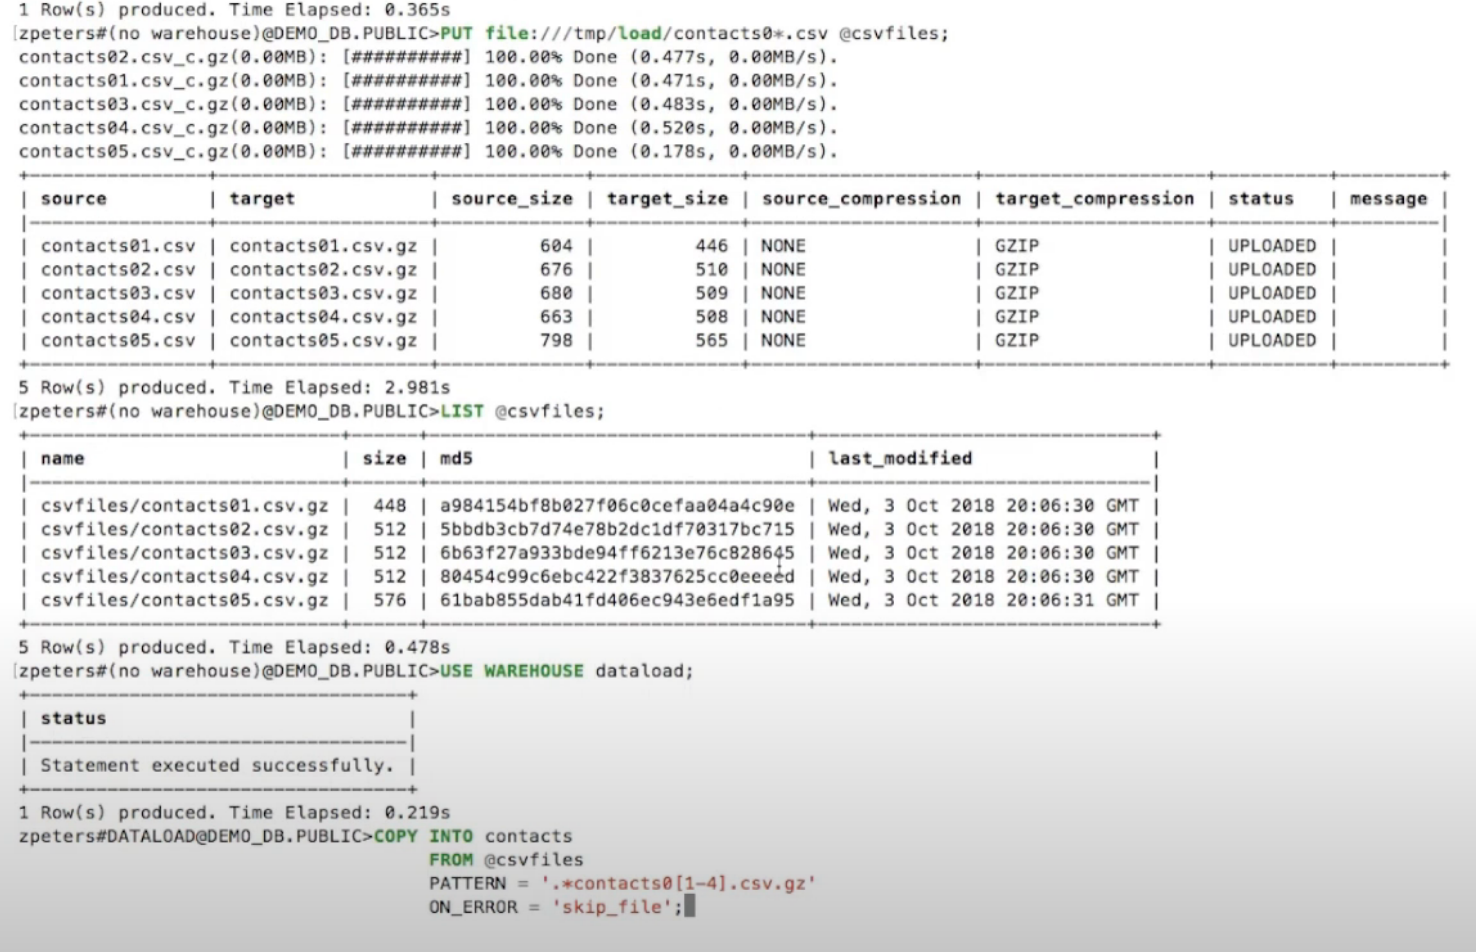 1 Row(s) produced. Time Elapsed: 0.365s
[zpeters#(no warehouse)@DEMO_DB.PUBLIC>PUT file:///tmp/load/contacts0*.csv @csvfiles;
contacts02.csv_c.gz(0.00MB): [##########] 100.00% Done (0.477s, 0.00MB/s).
contacts01.csv_c.gz(0.00MB): [##########] 100.00% Done (0.471s, 0.00MB/s).
contacts03.csv_c.gz(0.00MB): [##########] 100.00% Done (0.483s, 0.00MB/s).
contacts04.csv_c.gz(0.00MB): [##########] 100.00% Done (0.520s, 0.00MB/s).
contacts05.csv_c.gz(0.00MB): [##########] 100.00% Done (0.178s, 0.00MB/s).
| source | target | source_size | target_size | source_compression | target_compression | status | message |
| contacts01.csv | contacts01.csv.gz | 604 | 446 | NONE | GZIP | UPLOADED | |
| contacts02.csv | contacts02.csv.gz | 676 | 510 | NONE | GZIP | UPLOADED | |
| contacts03.csv | contacts03.csv.gz | 680 | 509 | NONE | GZIP | UPLOADED | |
| contacts04.csv | contacts04.csv.gz | 663 | 508 | NONE | GZIP | UPLOADED | |
| contacts05.csv | contacts05.csv.gz | 798 | 565 | NONE | GZIP | UPLOADED | |
5 Row(s) produced. Time Elapsed: 2.981s
[zpeters#(no warehouse)@DEMO_DB.PUBLIC>LIST @csvfiles;
| name | size | md5 | last_modified |
| csvfiles/contacts01.csv.gz | 448 | a984154bf8b027f06c0cefaa04a4c90e | Wed, 3 Oct 2018 20:06:30 GMT |
| csvfiles/contacts02.csv.gz | 512 | 5bbdb3cb7d74e78b2dc1df70317bc715 | Wed, 3 Oct 2018 20:06:30 GMT |
| csvfiles/contacts03.csv.gz | 512 | 6b63f27a933bde94ff6213e76c828645 | Wed, 3 Oct 2018 20:06:30 GMT |
| csvfiles/contacts04.csv.gz | 512 | 80454c99c6ebc422f3837625cc0eeeed | Wed, 3 Oct 2018 20:06:30 GMT |
| csvfiles/contacts05.csv.gz | 576 | 61bab855dab41fd406ec943e6edf1a95 | Wed, 3 Oct 2018 20:06:31 GMT |
5 Row(s) produced. Time Elapsed: 0.478s
[zpeters#(no warehouse)@DEMO_DB.PUBLIC>USE WAREHOUSE dataload;
| status |
| Statement executed successfully. |
1 Row(s) produced. Time Elapsed: 0.219s
zpeters#DATALOAD@DEMO_DB.PUBLIC>COPY INTO contacts
FROM @csvfiles
PATTERN = '.*contacts0[1-4].csv.gz'
ON_ERROR = 'skip_file';